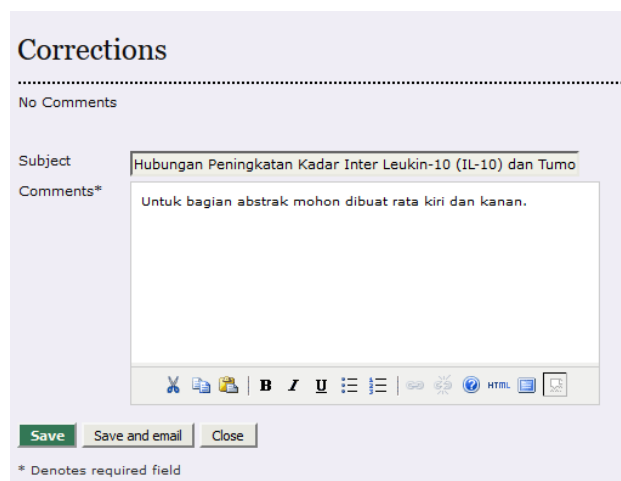 Corrections
No Comments
Subject
Hubungan Peningkatan Kadar Inter Leukin-10 (IL-10) dan Tumo
Comments*
Untuk bagian abstrak mohon dibuat rata kiri dan kanan.
B I U HTML
Save Save and email Close
* Denotes required field